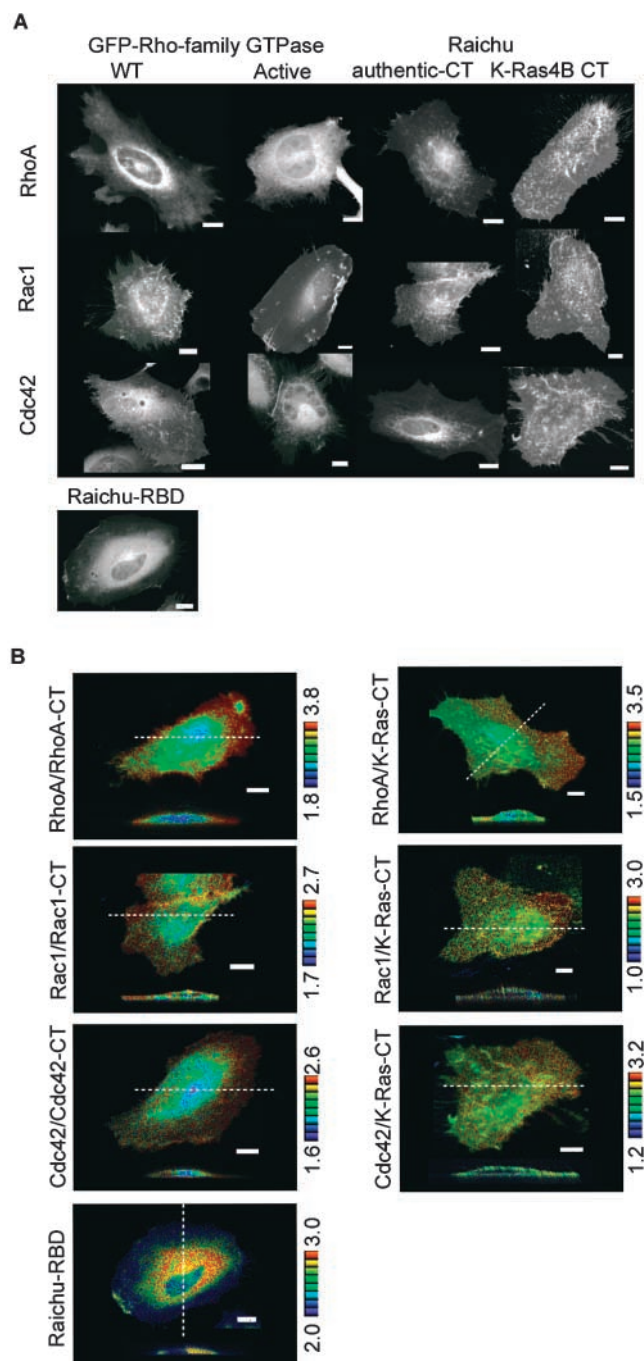 A
GFP-Rho-family GTPase
Raichu
WT
Active
authentic-CT
K-Ras4B CT
RhoA
Rac1
Cdc42
Raichu-RBD
B
RhoA/RhoA-CT
3.8
1.8
RhoA/K-Ras-CT
3.5
1.5
Rac1/Rac1-CT
2.7
1.7
Rac1/K-Ras-CT
3.0
1.0
Cdc42/Cdc42-CT
2.6
1.6
Cdc42/K-Ras-CT
3.2
1.2
Raichu-RBD
3.0
2.0